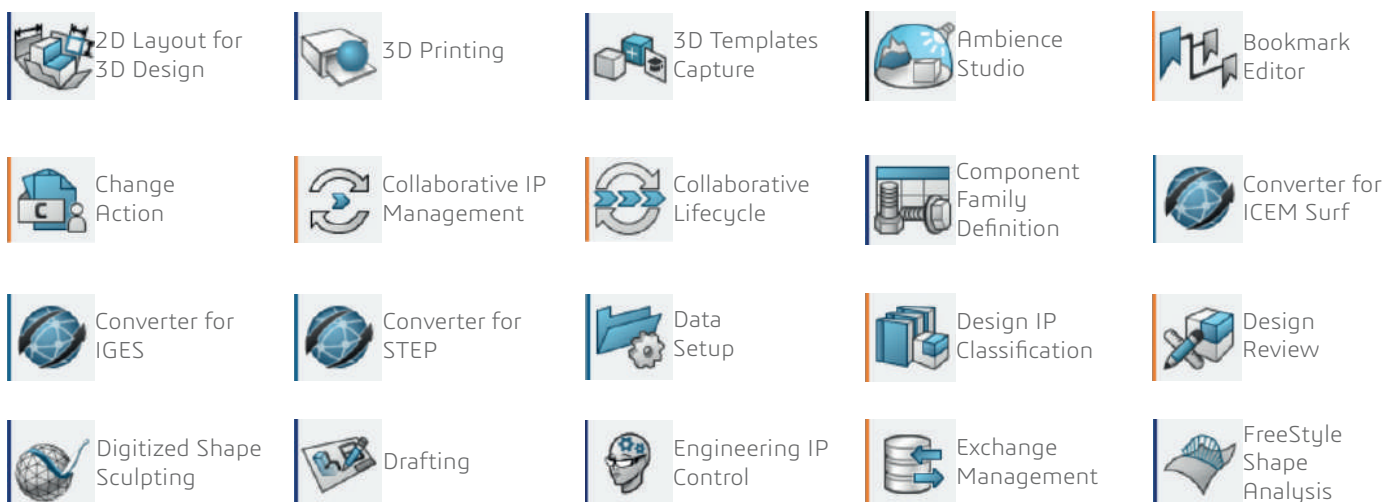 2D Layout for
3D Design
3D Printing
3D Templates
Capture
Ambience
Studio
Bookmark
Editor
C
Change
Action
Collaborative IP
Management
Collaborative
Lifecycle
Component
Family
Definition
Converter for
ICEM Surf
Converter for
IGES
Converter for
STEP
Data
Setup
Design IP
Classification
Design
Review
Digitized Shape
Sculpting
Drafting
Engineering IP
Control
Exchange
Management
FreeStyle
Shape
Analysis